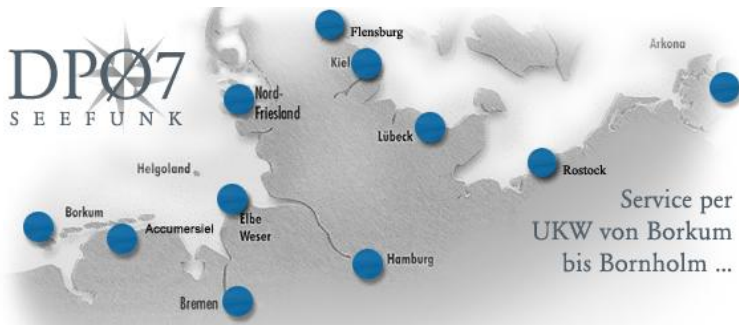 DPØ7
SEEFUNK
Flensburg
Kiel
Arkona
Nord-
Friesland
Lübeck
Rostock
Helgoland
Borkum
Accumersiel
Elbe
Weser
Hamburg
Bremen
Service per
UKW von Borkum
bis Bornholm ...